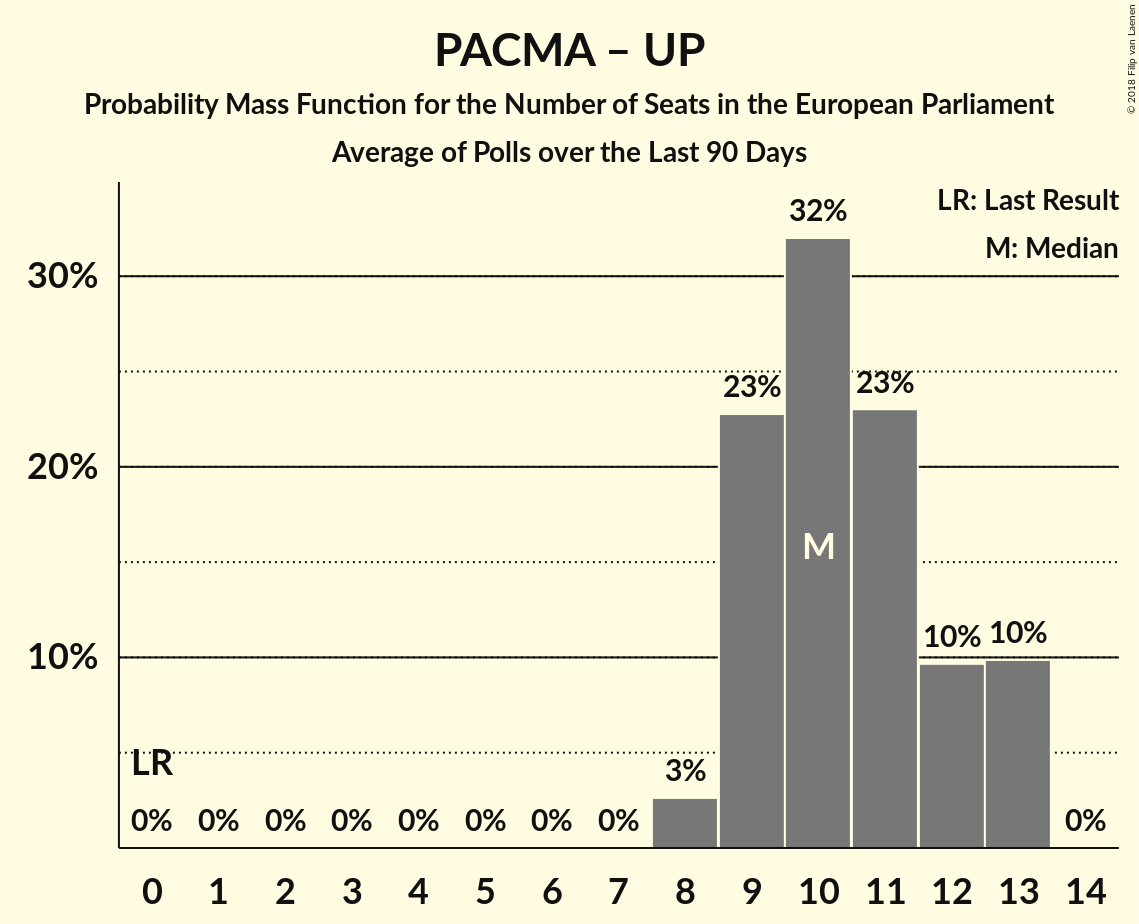 PACMA – UP
Probability Mass Function for the Number of Seats in the European Parliament
Average of Polls over the Last 90 Days
© 2018 Filip van Laenen
LR: Last Result
M: Median
30%
20%
10%
32%
23%
23%
M
10%
10%
LR
3%
0%
0%
0%
0%
0%
0%
0%
0%
0%
0 1 2 3 4 5 6 7 8 9 10 11 12 13 14